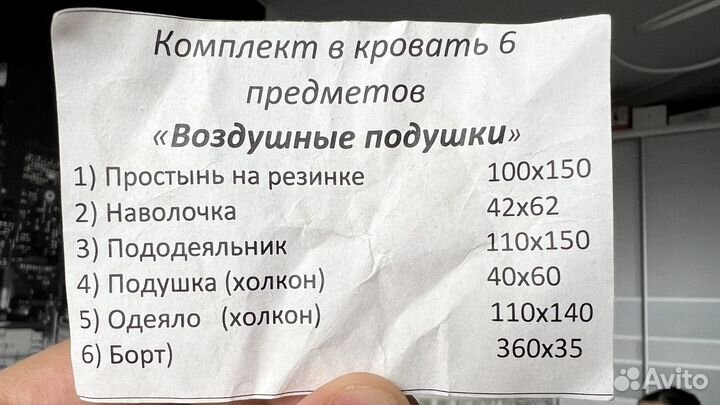 Комплект в кровать 6
предметов
«Воздушные подушки»
1) Простынь на резинке 100х150
2) Наволочка 42х62
3) Пододеяльник 110х150
4) Подушка (холкон) 40х60
5) Одеяло (холкон) 110х140
6) Борт) 360х35
Avito